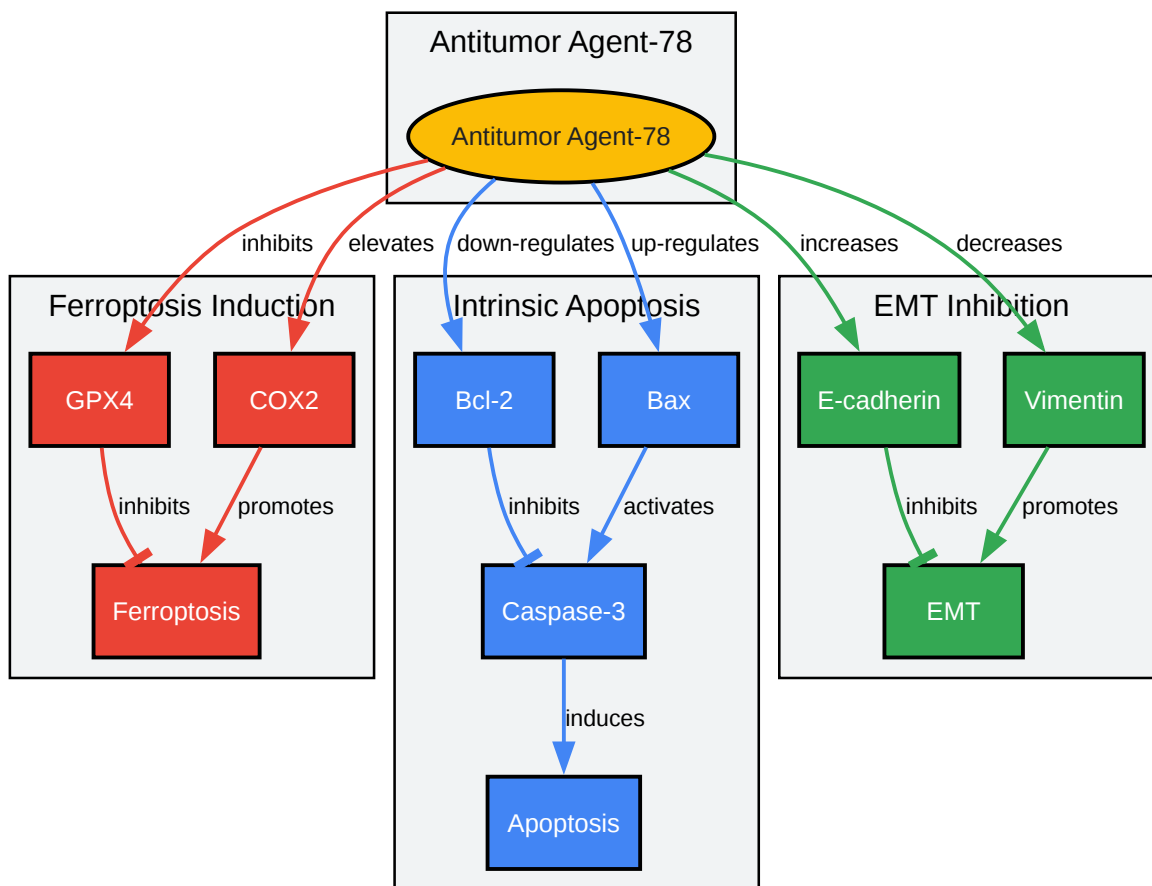 Antitumor Agent-78
Antitumor Agent-78
inhibits
elevates
down-regulates
up-regulates
increases
decreases
Ferroptosis Induction
Intrinsic Apoptosis
EMT Inhibition
GPX4
COX2
Bcl-2
Bax
E-cadherin
Vimentin
inhibits
promotes
inhibits
activates
inhibits
promotes
Ferroptosis
Caspase-3
EMT
induces
Apoptosis